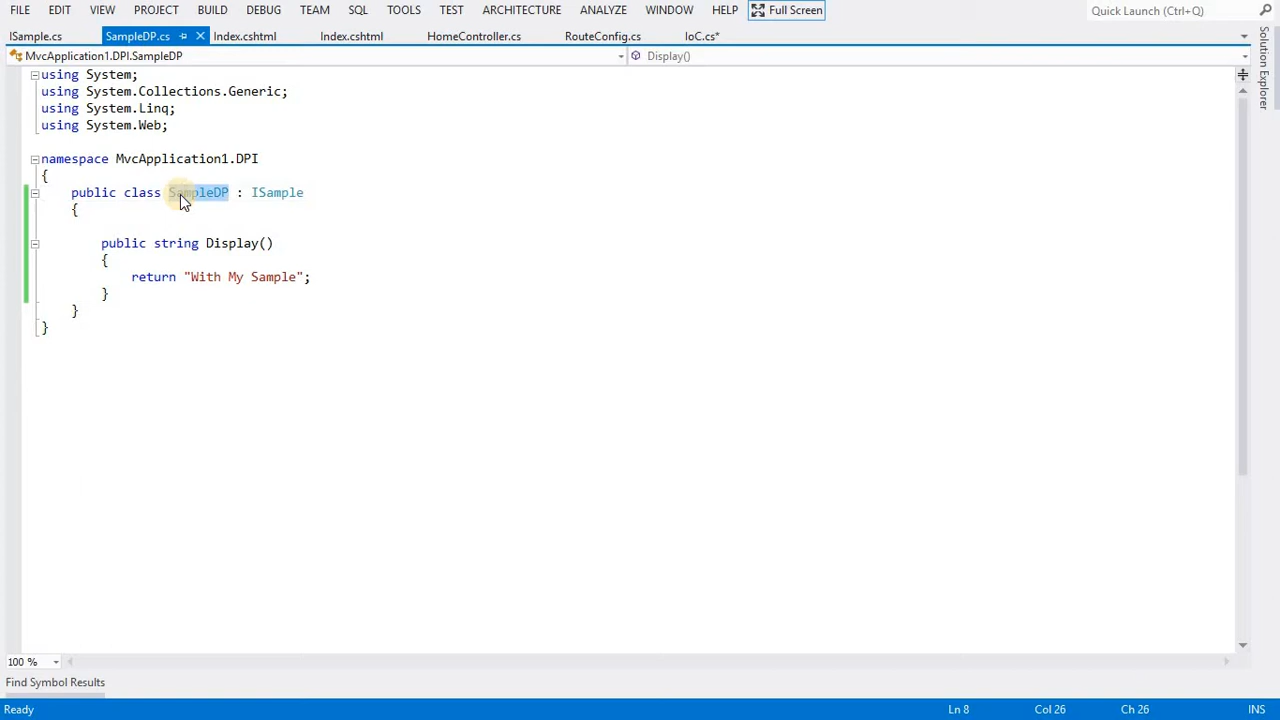 FILE EDIT VIEW PROJECT BUILD DEBUG TEAM SQL TOOLS TEST ARCHITECTURE ANALYZE WINDOW HELP Full Screen Quick Launch (Ctrl+Q)
ISample.cs SampleDP.cs Index.cshtml Index.cshtml HomeController.cs RouteConfig.cs IoC.cs*
MvcApplication1.DPI.SampleDP Display()
Solution Explorer
using System;
using System.Collections.Generic;
using System.Linq;
using System.Web;
namespace MvcApplication1.DPI
{
public class SampleDP : ISample
{
public string Display()
{
return "With My Sample";
}
}
}
100 %
Find Symbol Results
Ready Ln 8 Col 26 Ch 26 INS